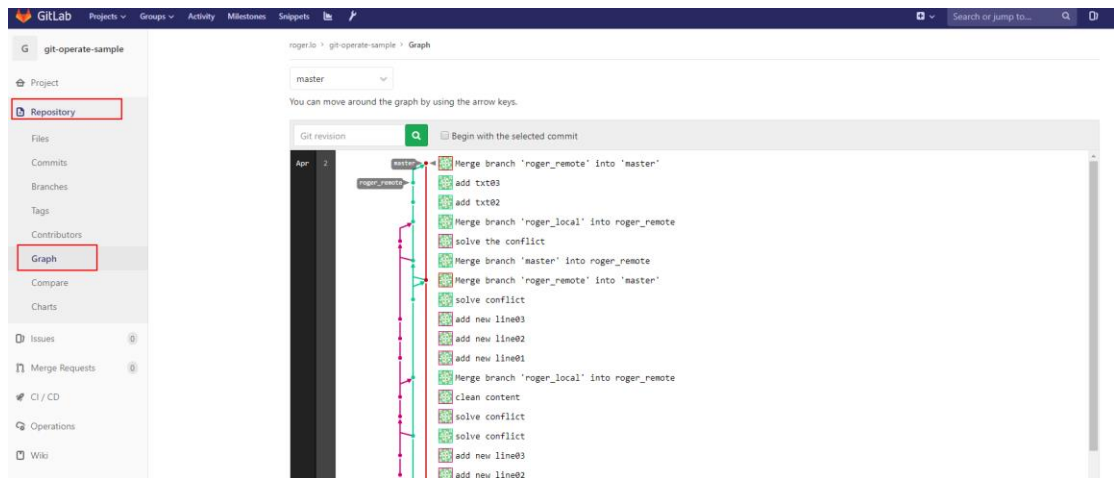 GitLab Projects Groups Activity Milestones Snippets Search or jump to...
G git-operate-sample
Project
Repository
Files
Commits
Branches
Tags
Contributors
Graph
Compare
Charts
Issues 0
Merge Requests 0
CI / CD
Operations
Wiki
roger.lo > git-operate-sample > Graph
master
You can move around the graph by using the arrow keys.
Git revision Begin with the selected commit
Apr 2 master Merge branch 'roger_remote' into 'master'
roger_remote add txt03
add txt02
Merge branch 'roger_local' into roger_remote
solve the conflict
Merge branch 'master' into roger_remote
Merge branch 'roger_remote' into 'master'
solve conflict
add new line03
add new line02
add new line01
Merge branch 'roger_local' into roger_remote
clean content
solve conflict
solve conflict
add new line03
add new line02